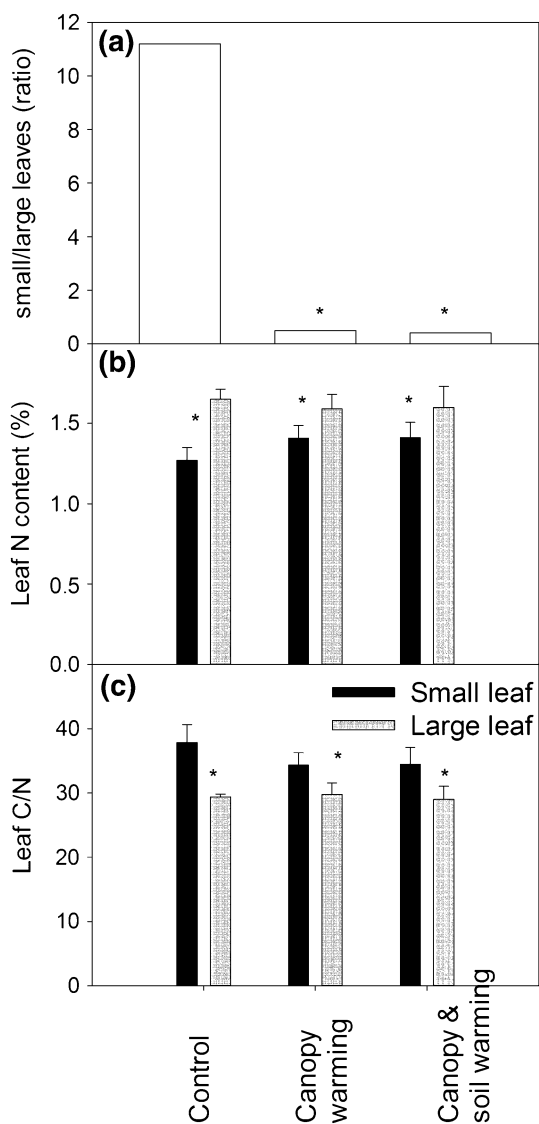 (a)
12
10
8
6
4
2
0
small/large leaves (ratio)
*
*
(b)
1.5
1.0
0.5
0.0
Leaf N content (%)
*
*
*
(c)
Small leaf
Large leaf
40
30
20
10
0
Leaf C/N
*
*
*
Control
Canopy
warming
Canopy &
soil warming